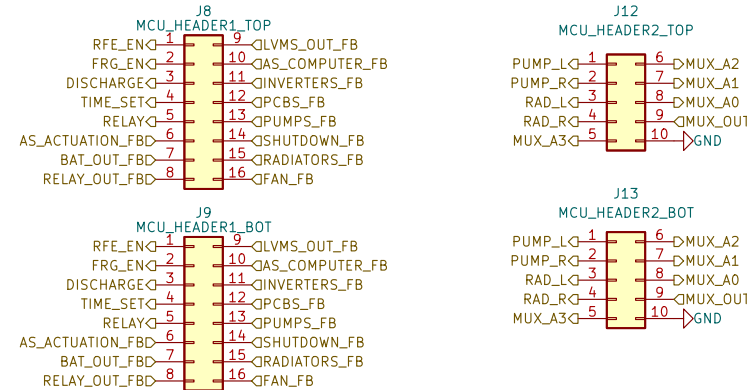 J8
MCU_HEADER1_TOP
RFE_EN 1 9 LVMS_OUT_FB
FRG_EN 2 10 AS_COMPUTER_FB
DISCHARGE 3 11 INVERTERS_FB
TIME_SET 4 12 PCBS_FB
RELAY 5 13 PUMPS_FB
AS_ACTUATION_FB 6 14 SHUTDOWN_FB
BAT_OUT_FB 7 15 RADIATORS_FB
RELAY_OUT_FB 8 16 FAN_FB
J12
MCU_HEADER2_TOP
PUMP_L 1 6 MUX_A2
PUMP_R 2 7 MUX_A1
RAD_L 3 8 MUX_A0
RAD_R 4 9 MUX_OUT
MUX_A3 5 10 GND
J9
MCU_HEADER1_BOT
RFE_EN 1 9 LVMS_OUT_FB
FRG_EN 2 10 AS_COMPUTER_FB
DISCHARGE 3 11 INVERTERS_FB
TIME_SET 4 12 PCBS_FB
RELAY 5 13 PUMPS_FB
AS_ACTUATION_FB 6 14 SHUTDOWN_FB
BAT_OUT_FB 7 15 RADIATORS_FB
RELAY_OUT_FB 8 16 FAN_FB
J13
MCU_HEADER2_BOT
PUMP_L 1 6 MUX_A2
PUMP_R 2 7 MUX_A1
RAD_L 3 8 MUX_A0
RAD_R 4 9 MUX_OUT
MUX_A3 5 10 GND